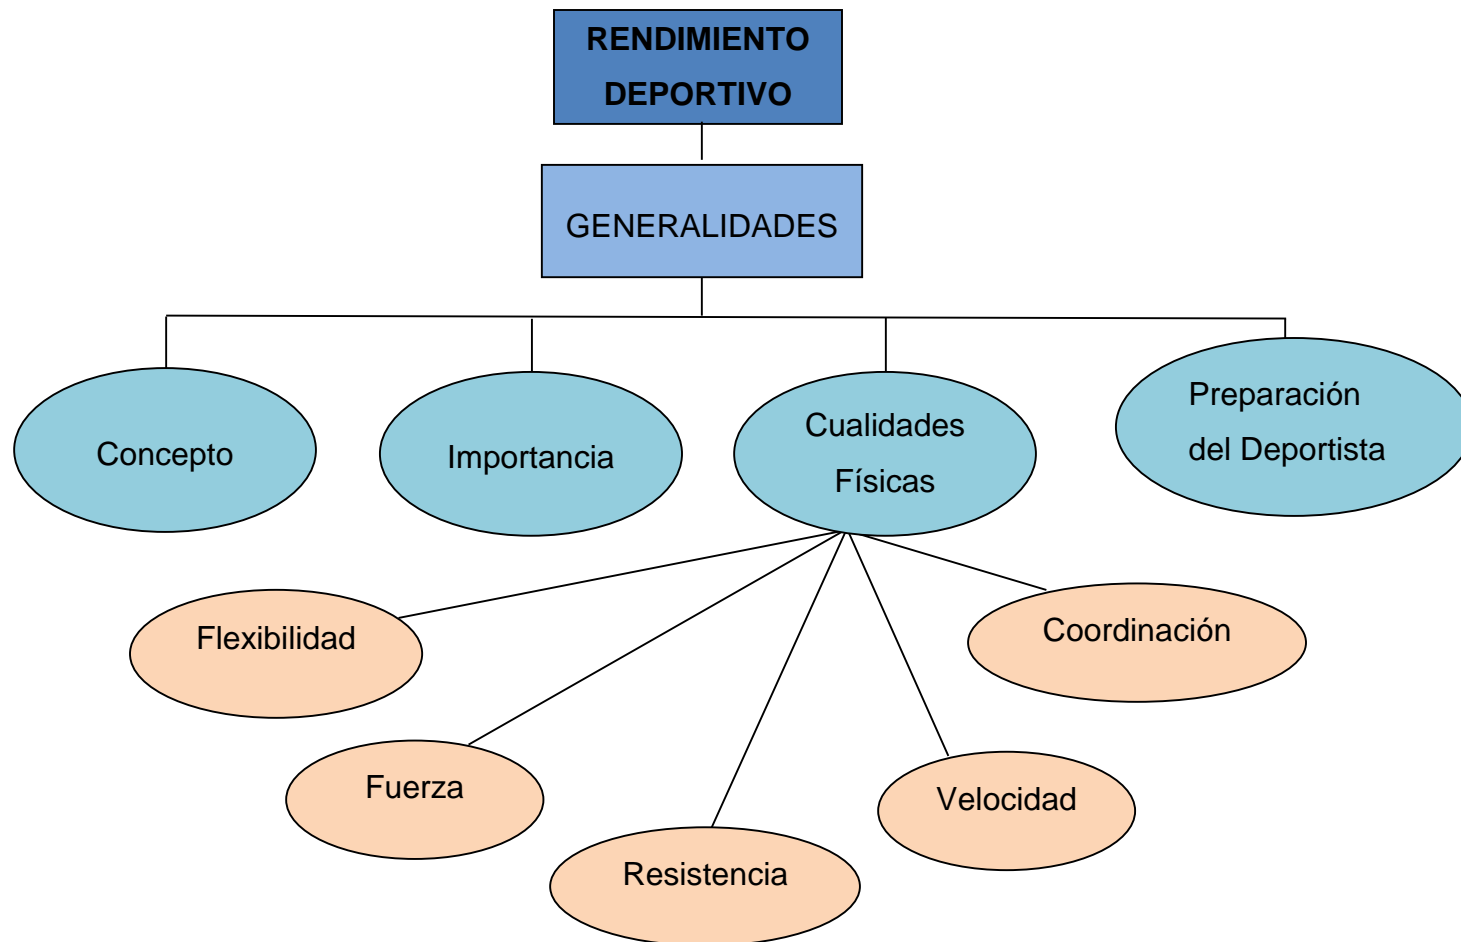 RENDIMIENTO
DEPORTIVO
GENERALIDADES
Concepto
Importancia
Cualidades
Físicas
Preparación
del Deportista
Flexibilidad
Coordinación
Fuerza
Velocidad
Resistencia